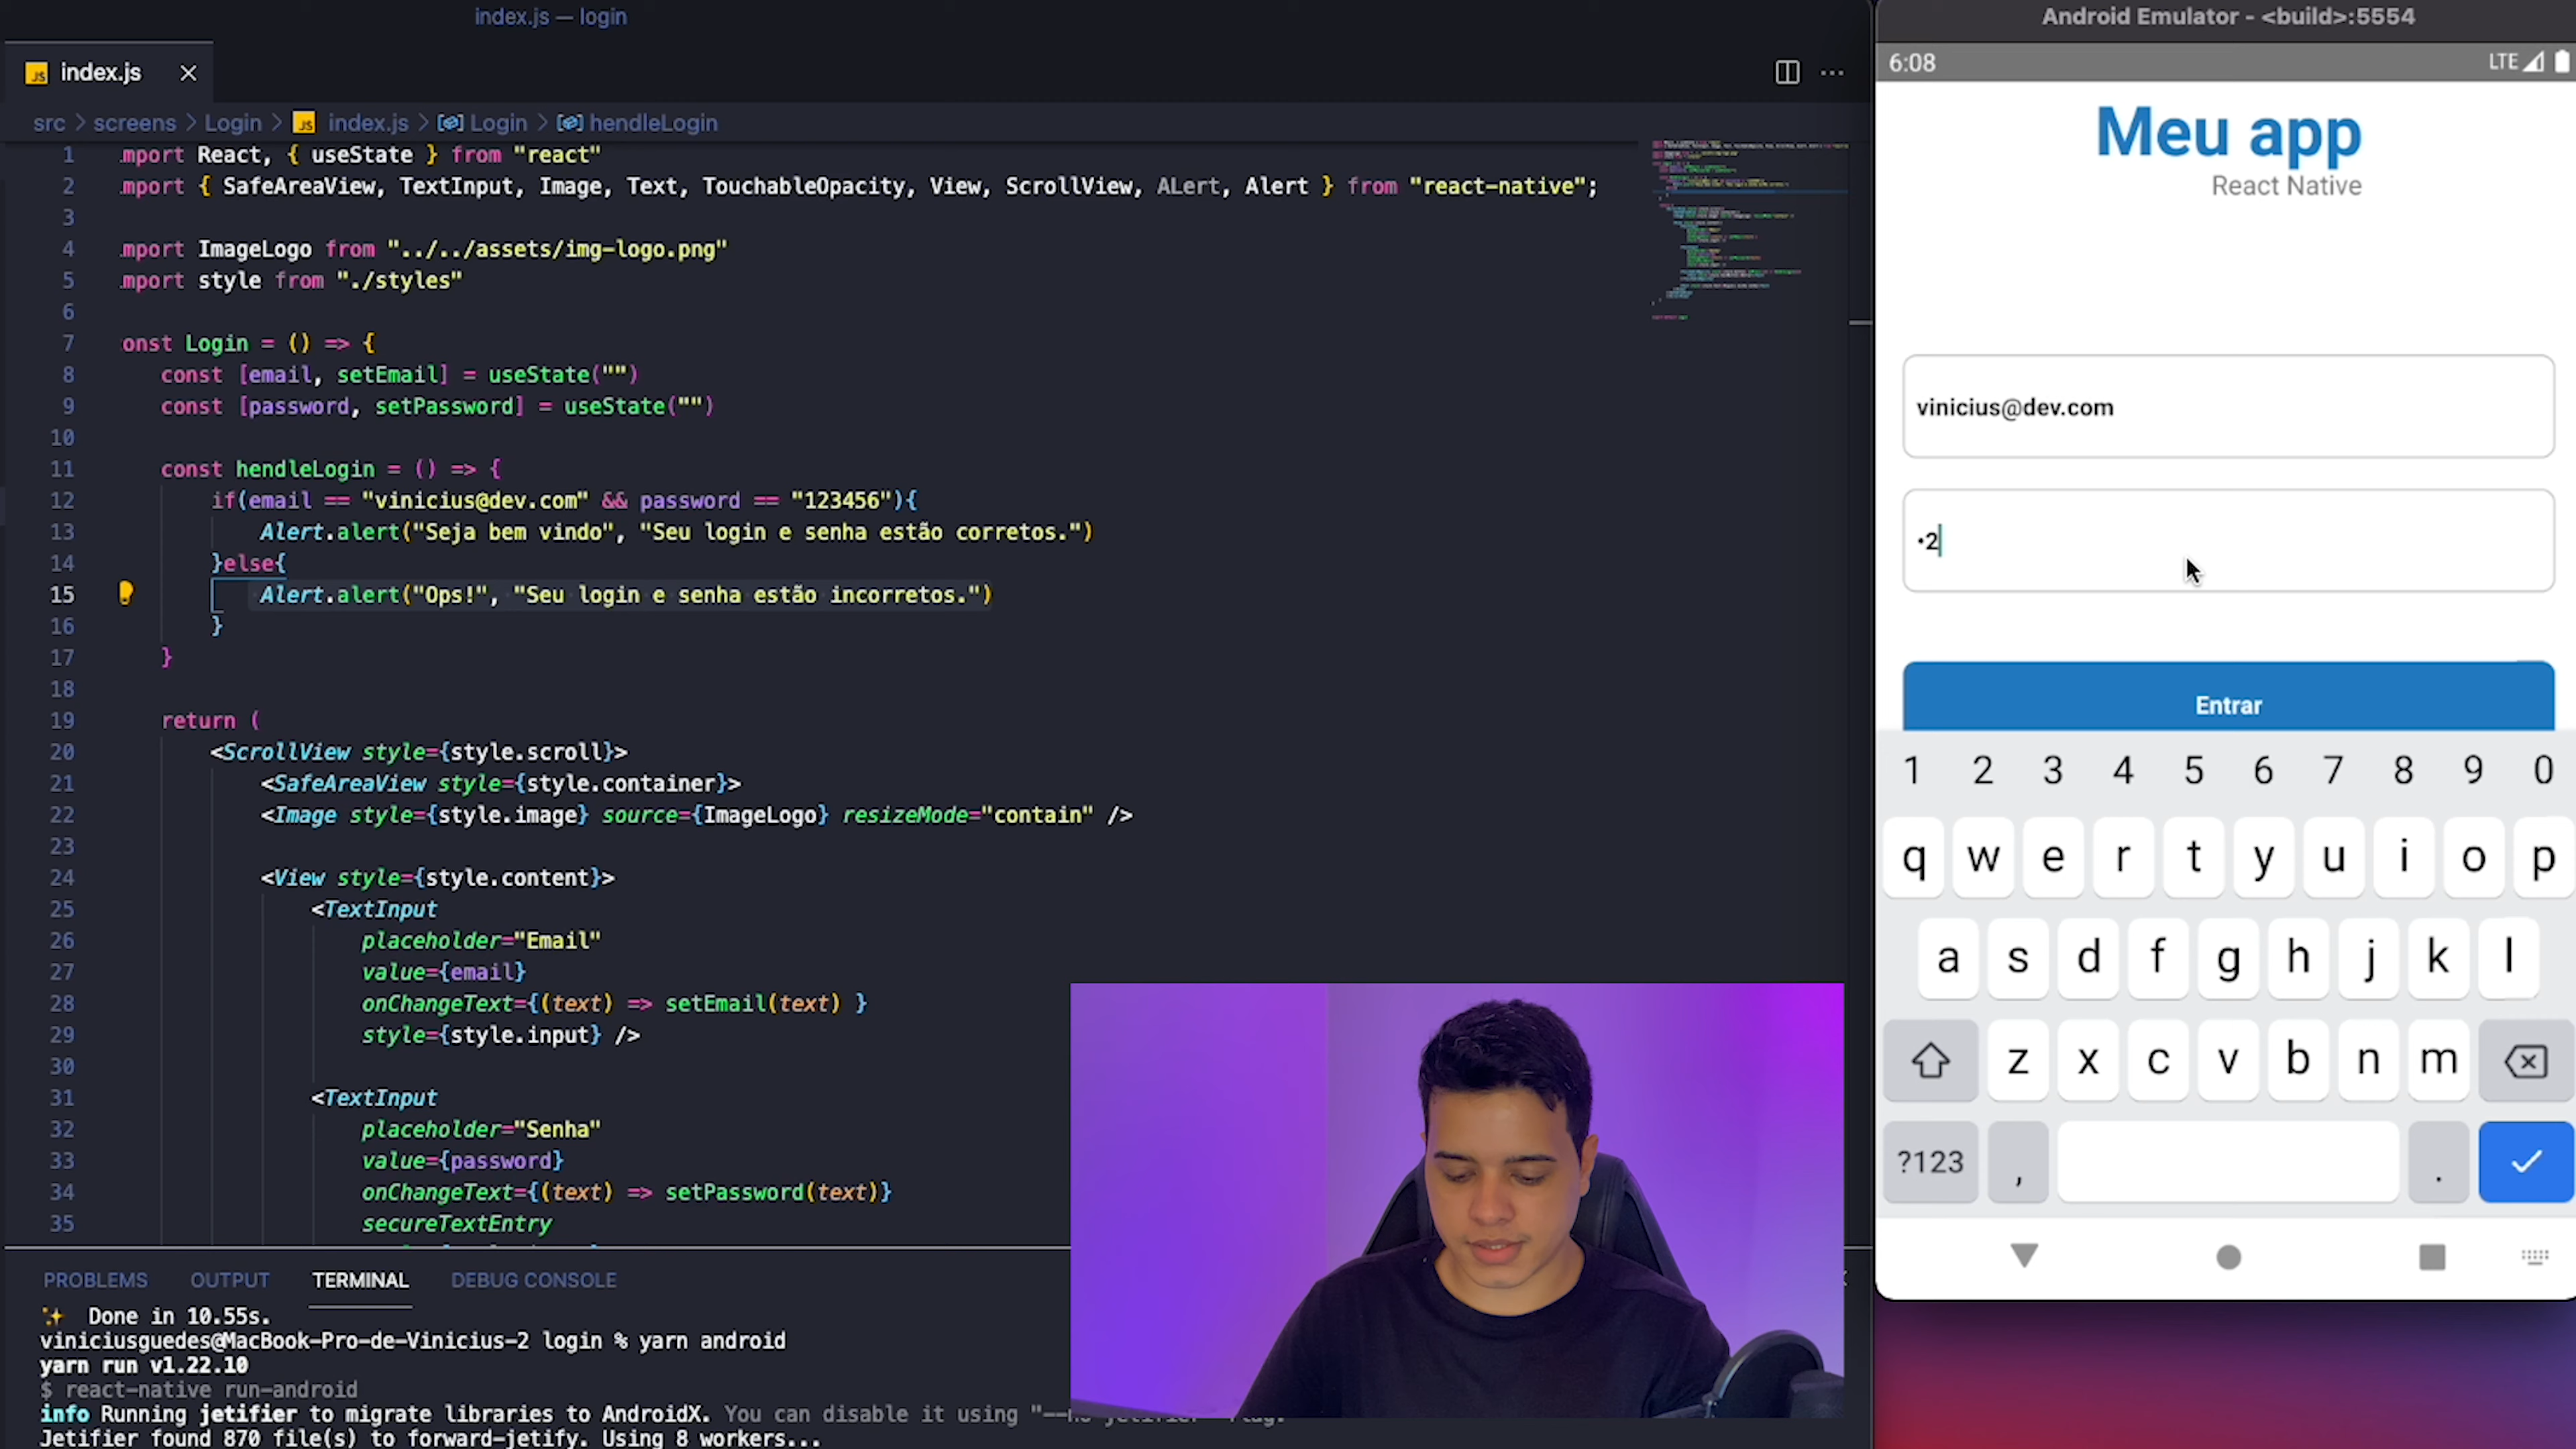 index.js — login
index.js
src > screens > Login > index.js > Login > hendleLogin
1 mport React, { useState } from "react"
2 mport { SafeAreaView, TextInput, Image, Text, TouchableOpacity, View, ScrollView, ALert, Alert } from "react-native";
3
4 mport ImageLogo from "../../assets/img-logo.png"
5 mport style from "./styles"
6
7 onst Login = () => {
8 const [email, setEmail] = useState("")
9 const [password, setPassword] = useState("")
10
11 const hendleLogin = () => {
12 if(email == "vinicius@dev.com" && password == "123456"){
13 Alert.alert("Seja bem vindo", "Seu login e senha estão corretos.")
14 }else{
15 Alert.alert("Ops!", "Seu login e senha estão incorretos.")
16 }
17 }
18
19 return (
20 <ScrollView style={style.scroll}>
21 <SafeAreaView style={style.container}>
22 <Image style={style.image} source={ImageLogo} resizeMode="contain" />
23
24 <View style={style.content}>
25 <TextInput
26 placeholder="Email"
27 value={email}
28 onChangeText={(text) => setEmail(text) }
29 style={style.input} />
30
31 <TextInput
32 placeholder="Senha"
33 value={password}
34 onChangeText={(text) => setPassword(text)}
35 secureTextEntry
PROBLEMS OUTPUT TERMINAL DEBUG CONSOLE
✨ Done in 10.55s.
viniciusguedes@MacBook-Pro-de-Vinicius-2 login % yarn android
yarn run v1.22.10
$ react-native run-android
info Running jetifier to migrate libraries to AndroidX. You can disable it using
Jetifier found 870 file(s) to forward-jetify. Using 8 workers...
Android Emulator - <build>:5554
6:08 LTE
Meu app
React Native
vinicius@dev.com
•2
Entrar
1 2 3 4 5 6 7 8 9 0
q w e r t y u i o p
a s d f g h j k l
z x c v b n m
?123 , .